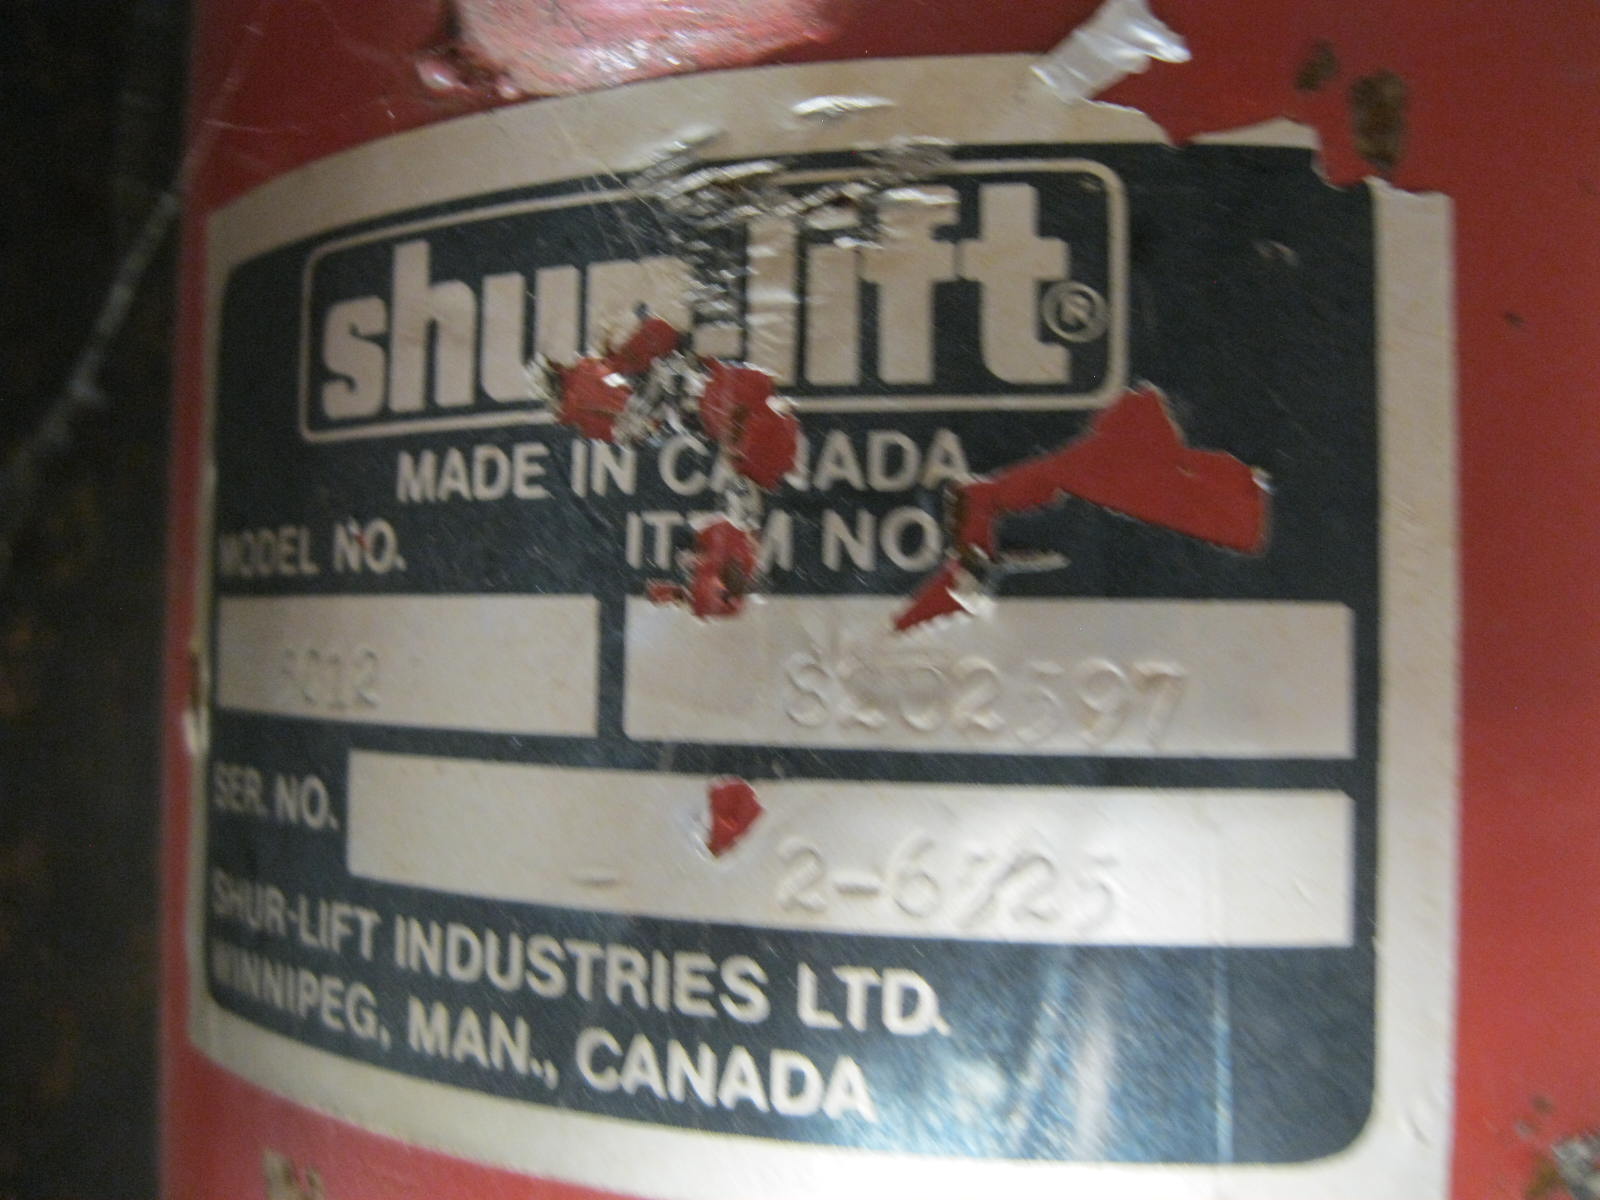 shur-lift®
MADE IN CANADA
MODEL NO. ITEM NO.
SER. NO.
2-6525
SHUR-LIFT INDUSTRIES LTD.
WINNIPEG, MAN., CANADA